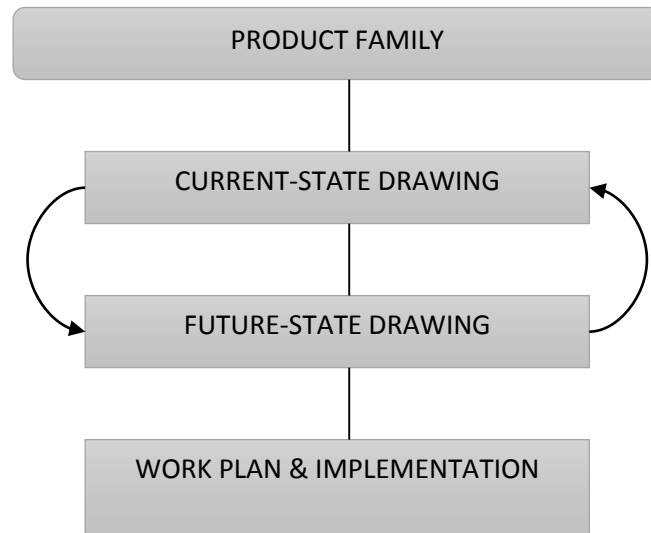 PRODUCT FAMILY
CURRENT-STATE DRAWING
FUTURE-STATE DRAWING
WORK PLAN & IMPLEMENTATION